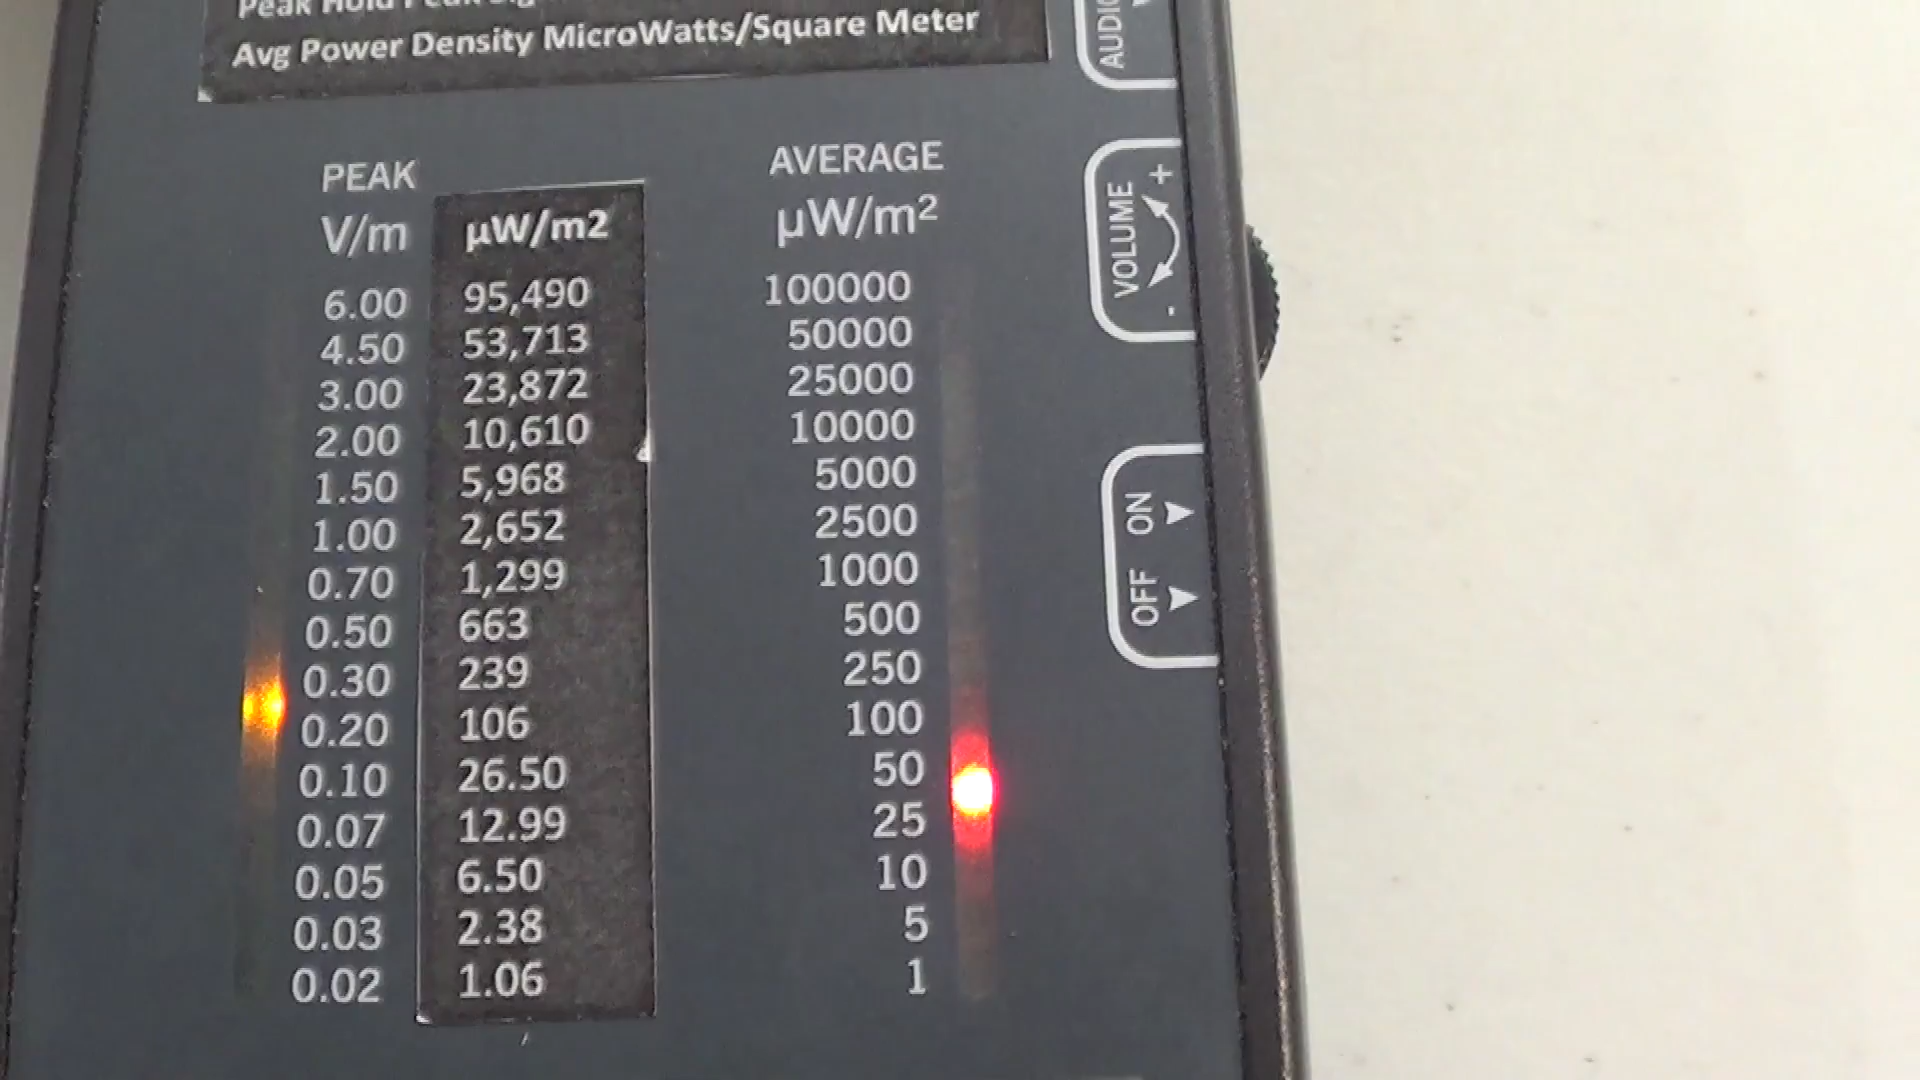 Peak Hold Peak
Avg Power Density MicroWatts/Square Meter
AUDIO
PEAK AVERAGE
V/m μW/m2 μW/m²
VOLUME + -
6.00 95,490 100000
4.50 53,713 50000
3.00 23,872 25000
2.00 10,610 10000
1.50 5,968 5000
1.00 2,652 2500
0.70 1,299 1000
0.50 663 500
0.30 239 250
0.20 106 100
0.10 26.50 50
0.07 12.99 25
0.05 6.50 10
0.03 2.38 5
0.02 1.06 1
OFF ON